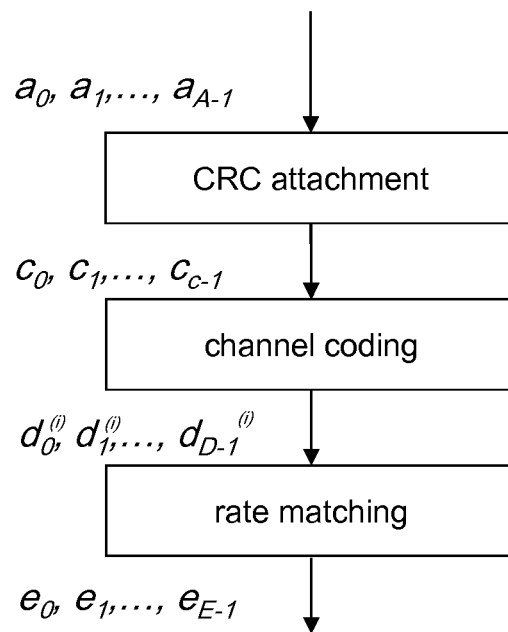 a0, a1,..., aA-1
CRC attachment
c0, c1,..., cc-1
channel coding
d0(i), d1(i),..., dD-1(i)
rate matching
e0, e1,..., eE-1